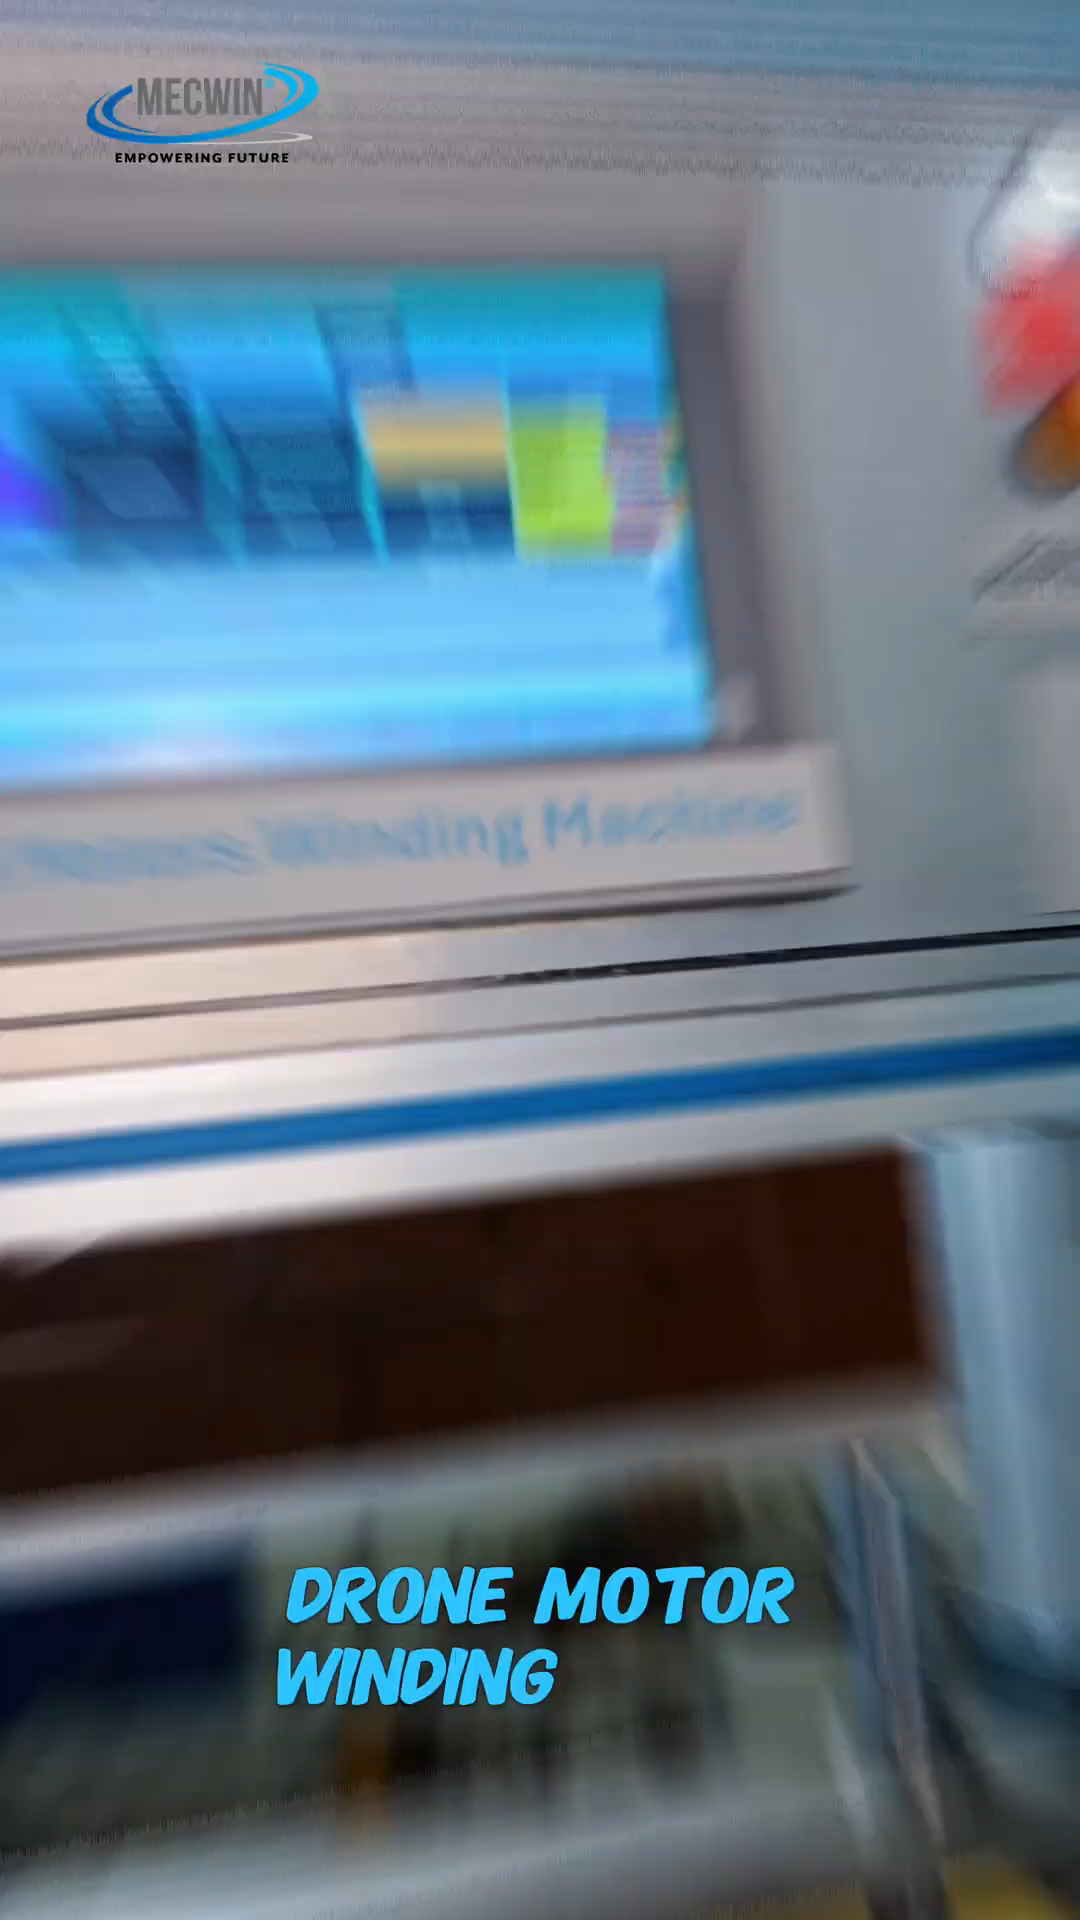 MECWIN
EMPOWERING FUTURE
Winding Machine
DRONE MOTOR
WINDING